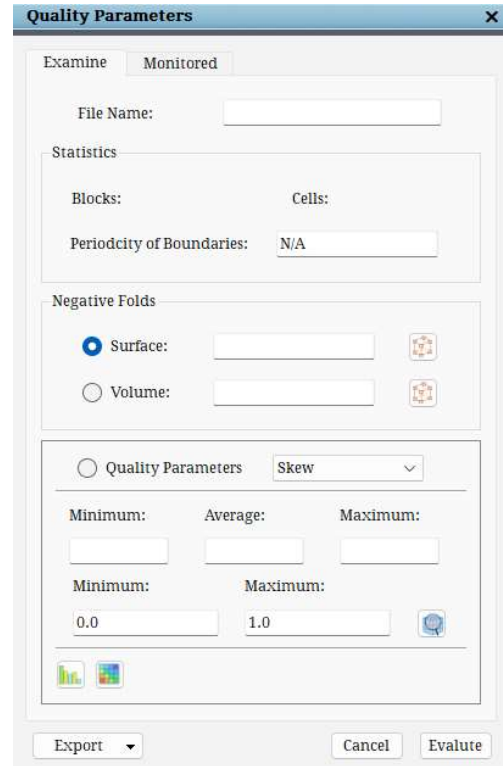 Quality Parameters
Examine Monitored
File Name:
Statistics
Blocks: Cells:
Periodcity of Boundaries: N/A
Negative Folds
Surface:
Volume:
Quality Parameters Skew
Minimum: Average: Maximum:
Minimum: Maximum:
0.0 1.0
Export Cancel Evalute